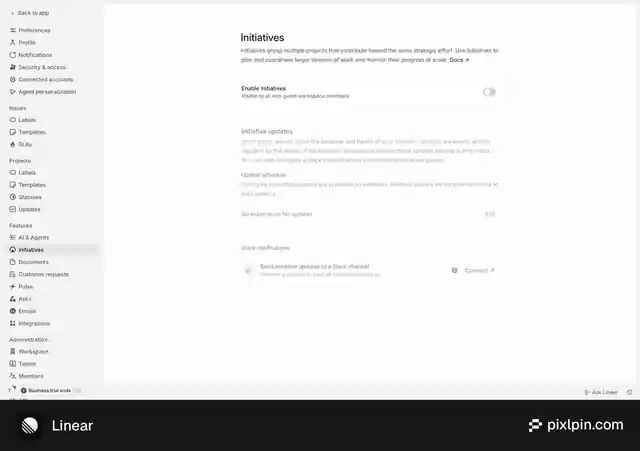 Back to app
Preferences
Profile
Notifications
Security & access
Connected accounts
Agent personalization
Issues
Labels
Templates
SLAs
Projects
Labels
Templates
Statuses
Updates
Features
AI & Agents
Initiatives
Documents
Customer requests
Pulse
Asks
Emojis
Integrations
Administration
Workspace
Teams
Members
Business trial ends
Initiatives
Initiatives group multiple projects that contribute toward the same strategic effort. Use initiatives to
plan and coordinate larger streams of work and monitor their progress at scale. Docs ↗
Enable Initiatives
Visible to all non-guest workspace members
Initiative updates
Update schedule
No expectation for updates
Slack notifications
Send initiative updates to a Slack channel
Connect ↗
Ask Linear
Linear
pixlpin.com